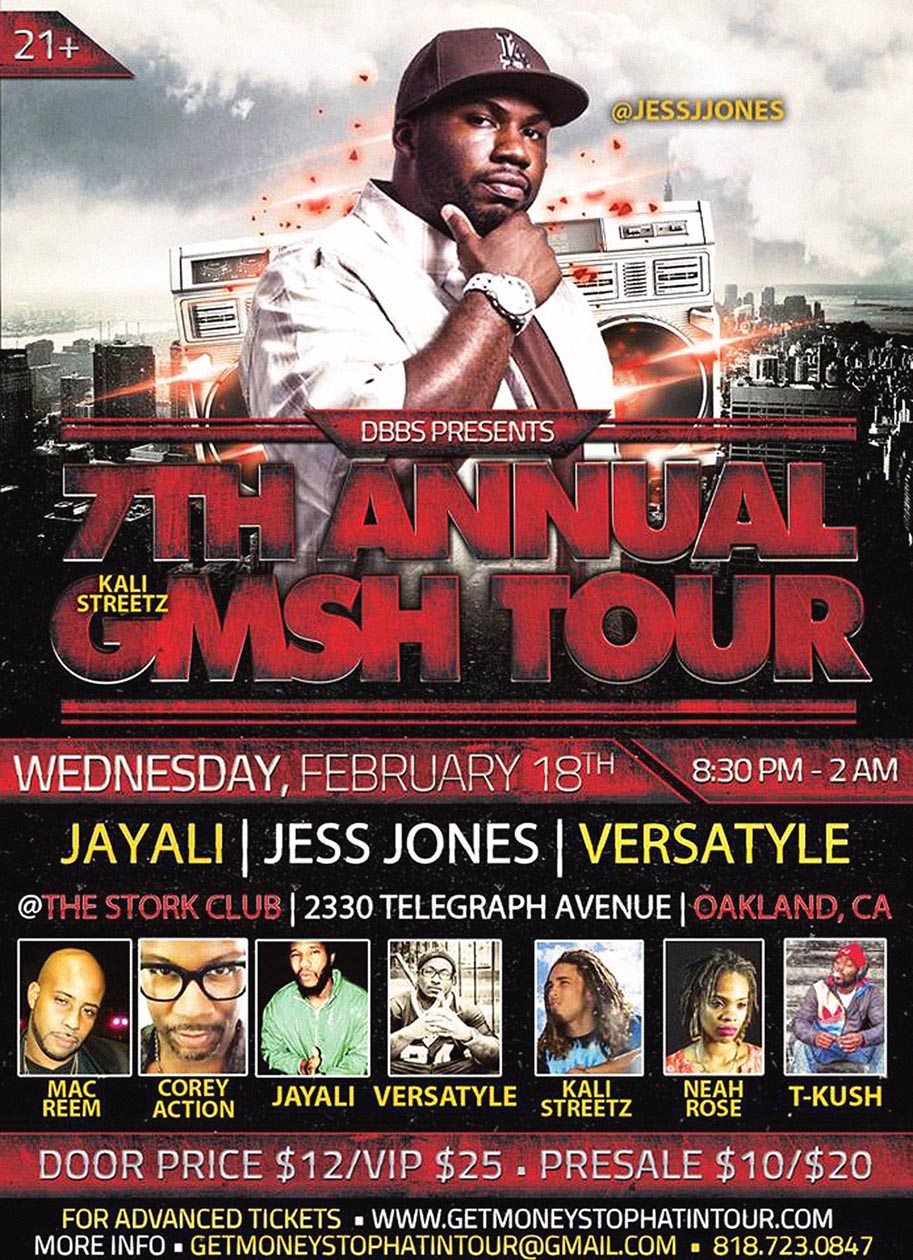 21+
LA
@JESSJJONES
DBBS PRESENTS
7TH ANNUAL
KALI
STREETZ
GMSH TOUR
WEDNESDAY, FEBRUARY 18TH
8:30 PM - 2 AM
JAYALI | JESS JONES | VERSATYLE
@THE STORK CLUB | 2330 TELEGRAPH AVENUE | OAKLAND, CA
MAC
REEM
COREY
ACTION
JAYALI
VERSATYLE
KALI
STREETZ
NEAH
ROSE
T-KUSH
DOOR PRICE $12/VIP $25 ▪ PRESALE $10/$20
FOR ADVANCED TICKETS ▪ WWW.GETMONEYSTOPHATINTOUR.COM
MORE INFO ▪ GETMONEYSTOPHATINTOUR@GMAIL.COM ▪ 818.723.0847